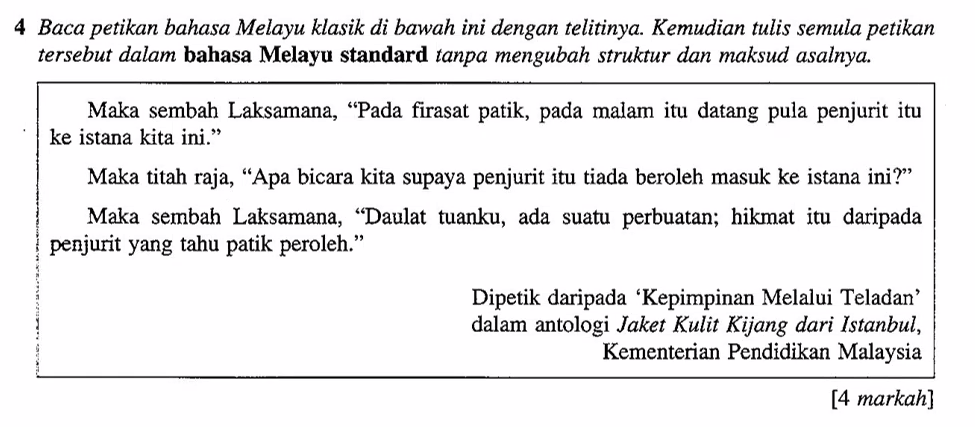 4 Baca petikan bahasa Melayu klasik di bawah ini dengan telitinya. Kemudian tulis semula petikan
tersebut dalam bahasa Melayu standard tanpa mengubah struktur dan maksud asalnya.
Maka sembah Laksamana, “Pada firasat patik, pada malam itu datang pula penjurit itu
ke istana kita ini.”
Maka titah raja, “Apa bicara kita supaya penjurit itu tiada beroleh masuk ke istana ini?”
Maka sembah Laksamana, “Daulat tuanku, ada suatu perbuatan; hikmat itu daripada
penjurit yang tahu patik peroleh.”
Dipetik daripada ‘Kepimpinan Melalui Teladan’
dalam antologi Jaket Kulit Kijang dari Istanbul,
Kementerian Pendidikan Malaysia
[4 markah]